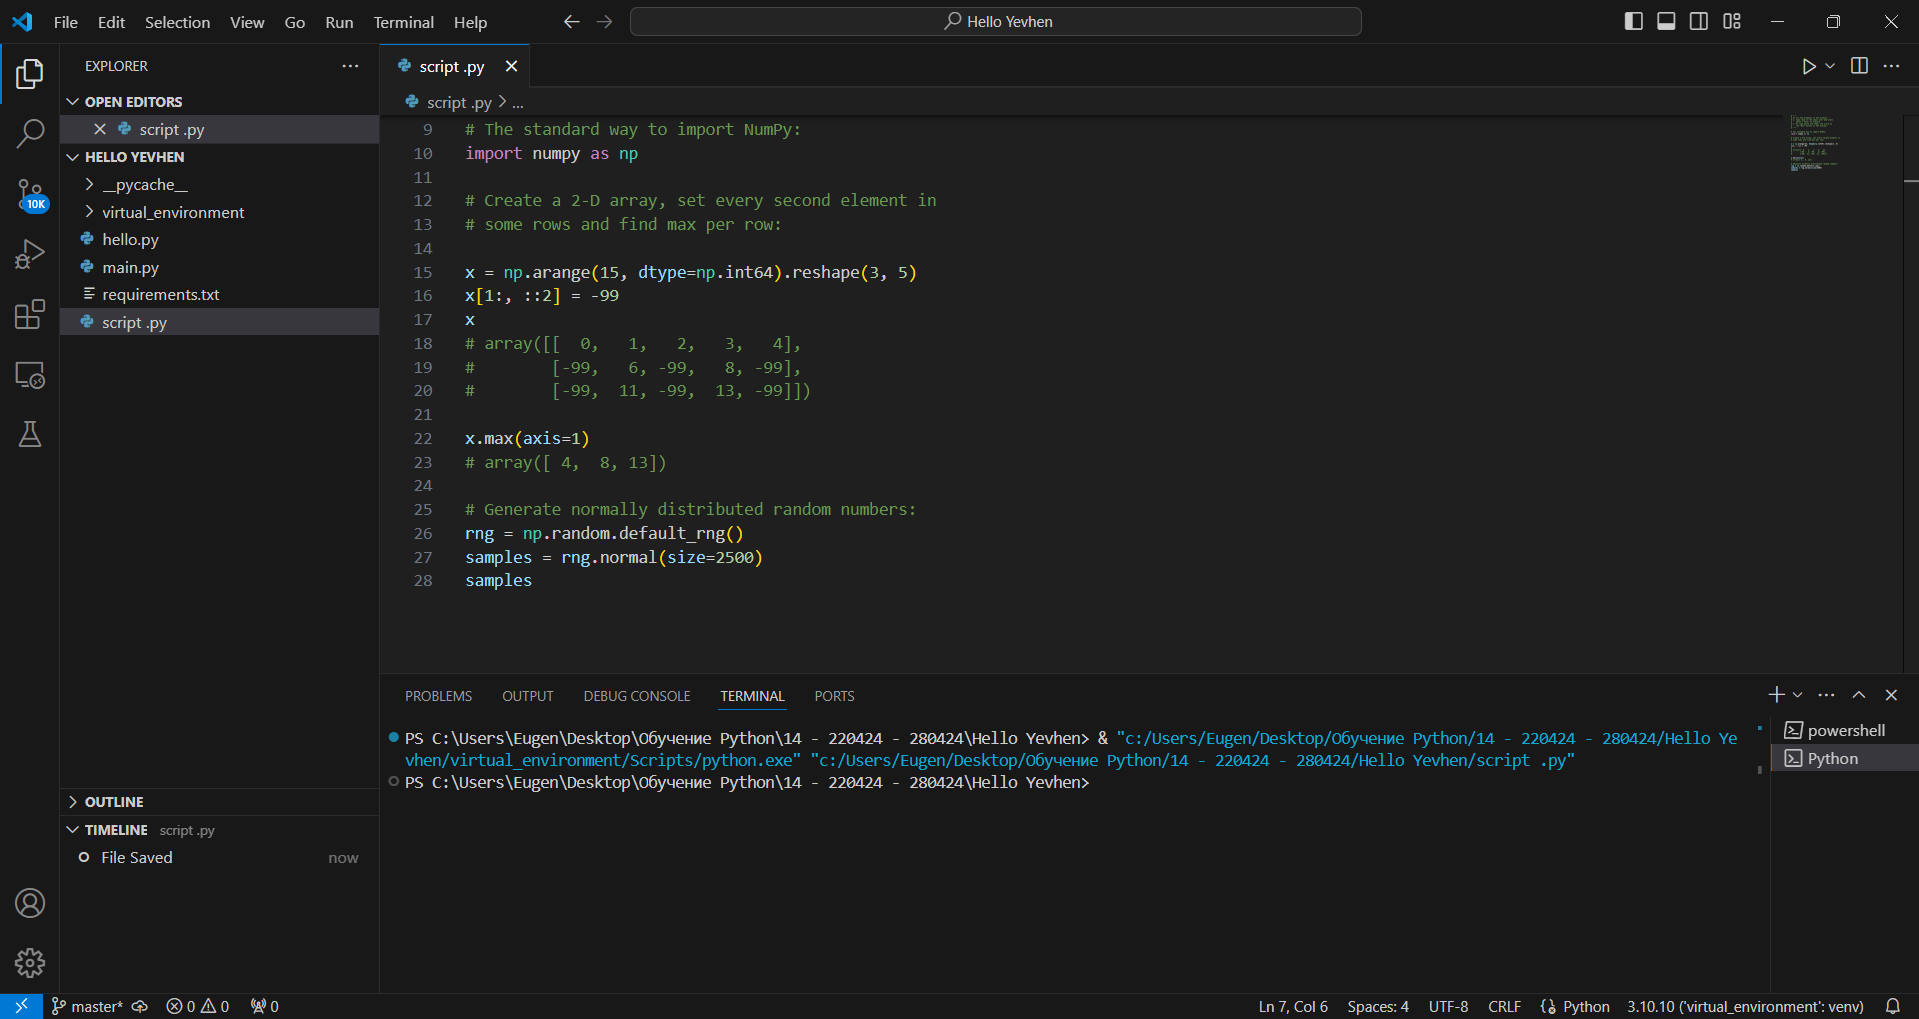 File Edit Selection View Go Run Terminal Help
Hello Yevhen
EXPLORER
OPEN EDITORS
script .py
HELLO YEVHEN
__pycache__
virtual_environment
hello.py
main.py
requirements.txt
script .py
10K
OUTLINE
TIMELINE script .py
File Saved now
script .py
script .py > ...
9 # The standard way to import NumPy:
10 import numpy as np
11
12 # Create a 2-D array, set every second element in
13 # some rows and find max per row:
14
15 x = np.arange(15, dtype=np.int64).reshape(3, 5)
16 x[1:, ::2] = -99
17 x
18 # array([[  0,   1,   2,   3,   4],
19 #        [-99,   6, -99,   8, -99],
20 #        [-99,  11, -99,  13, -99]])
21
22 x.max(axis=1)
23 # array([ 4,  8, 13])
24
25 # Generate normally distributed random numbers:
26 rng = np.random.default_rng()
27 samples = rng.normal(size=2500)
28 samples
PROBLEMS OUTPUT DEBUG CONSOLE TERMINAL PORTS
PS C:\Users\Eugen\Desktop\Обучение Python\14 - 220424 - 280424\Hello Yevhen> & "c:/Users/Eugen/Desktop/Обучение Python/14 - 220424 - 280424/Hello Ye
vhen/virtual_environment/Scripts/python.exe" "c:/Users/Eugen/Desktop/Обучение Python/14 - 220424 - 280424/Hello Yevhen/script .py"
PS C:\Users\Eugen\Desktop\Обучение Python\14 - 220424 - 280424\Hello Yevhen>
powershell
Python
master* 0 0 0
Ln 7, Col 6 Spaces: 4 UTF-8 CRLF Python 3.10.10 ('virtual_environment': venv)